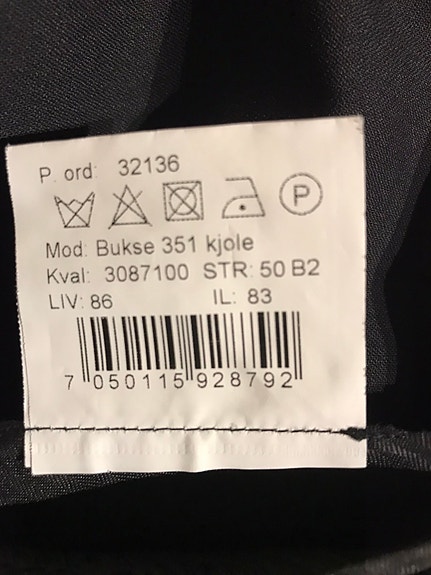 P. ord: 32136
P
Mod: Bukse 351 kjole
Kval: 3087100 STR: 50 B2
LIV: 86 IL: 83
7 050115 928792